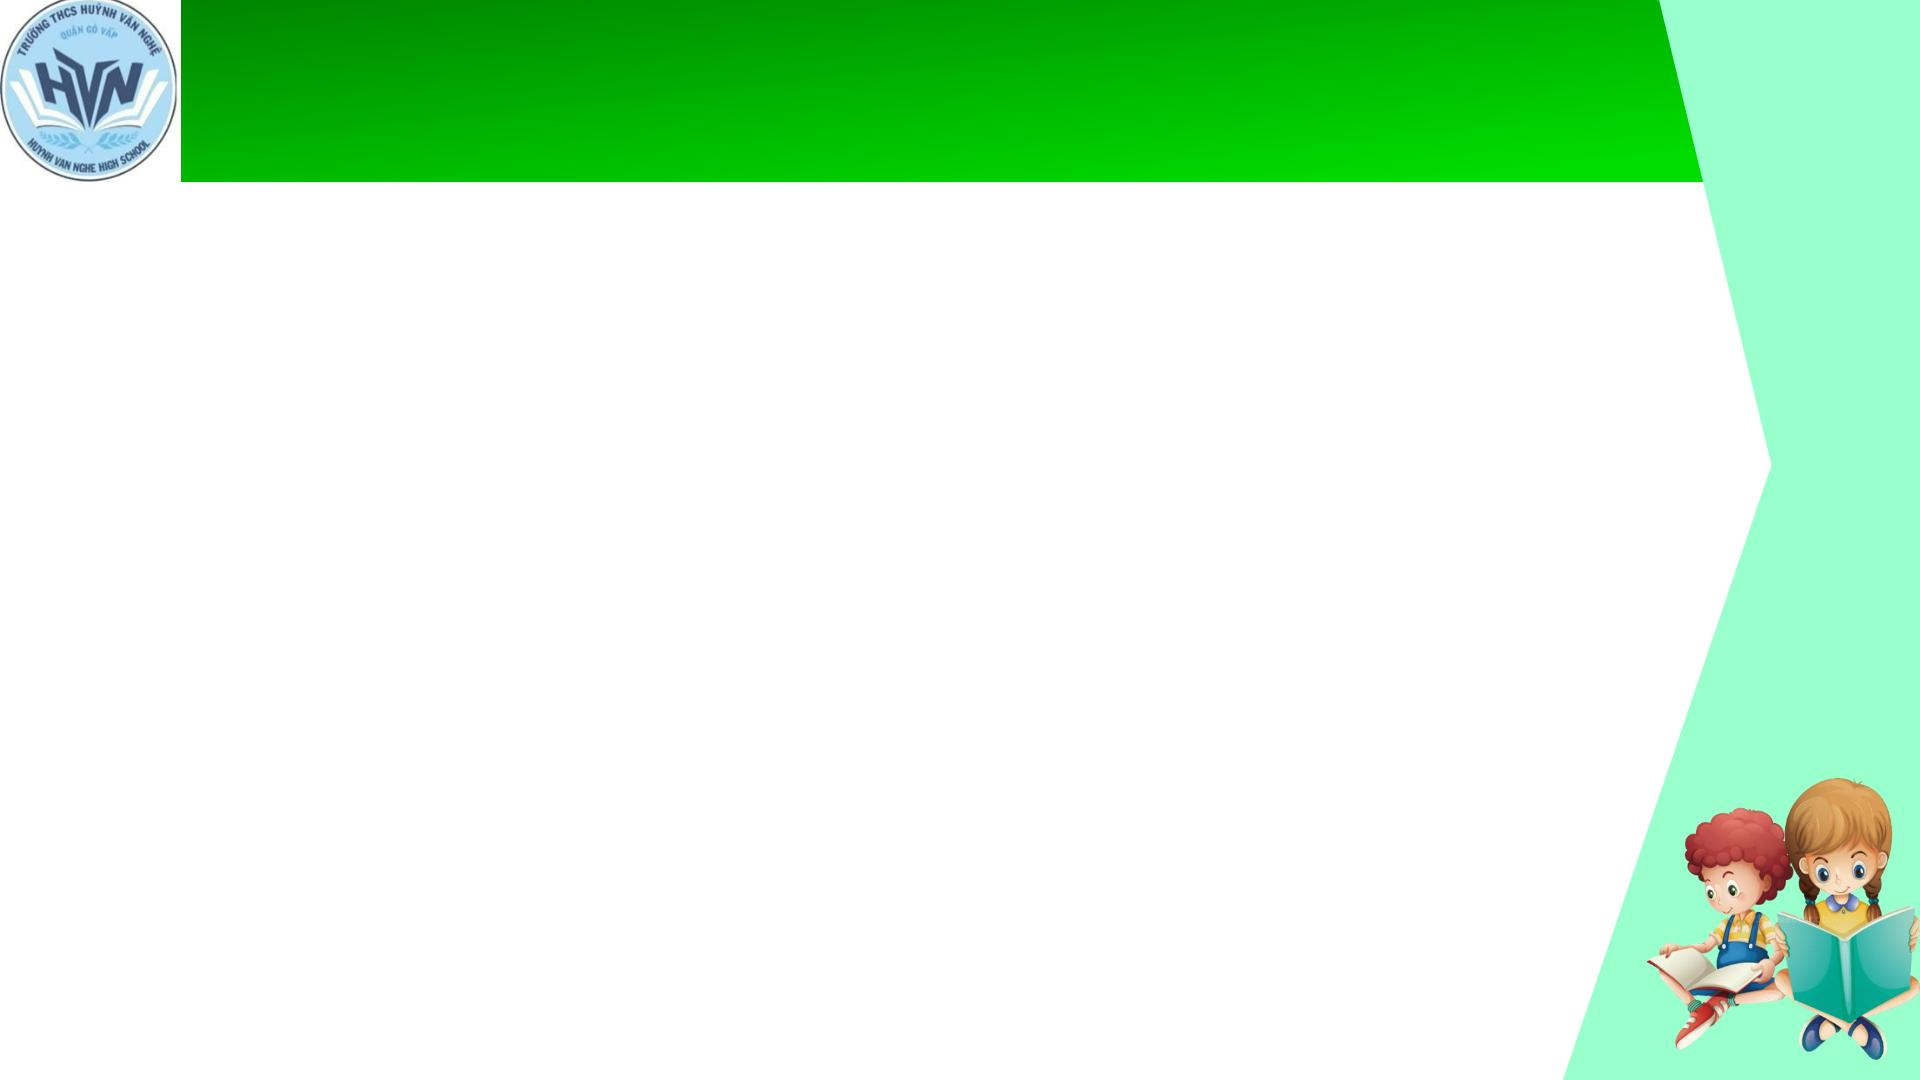 TRƯỜNG THCS HUỲNH VĂN NGHỆ
QUẬN GÒ VẤP
HVN
HUYNH VAN NGHE HIGH SCHOOL